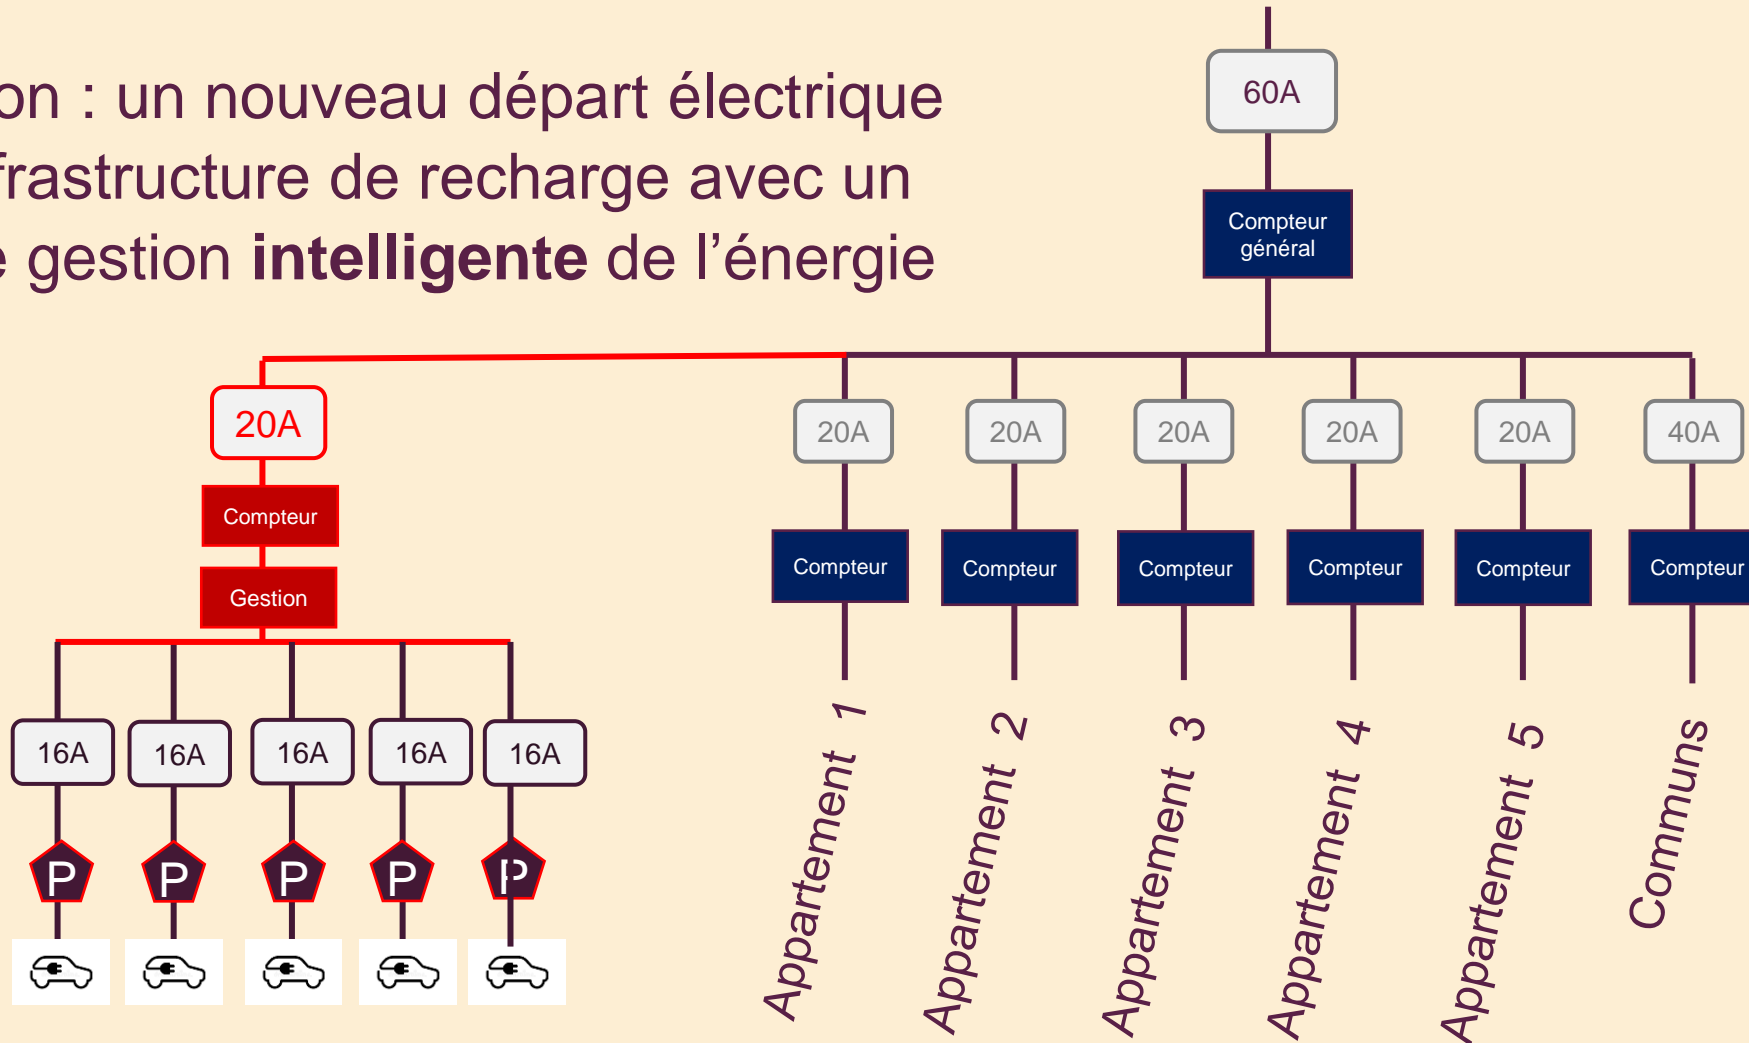 on : un nouveau départ électrique
frastructure de recharge avec un
e gestion intelligente de l’énergie
60A
Compteur
général
20A
Compteur
Gestion
16A 16A 16A 16A 16A
P P P P P
20A 20A 20A 20A 20A 40A
Compteur Compteur Compteur Compteur Compteur Compteur
Appartement 1
Appartement 2
Appartement 3
Appartement 4
Appartement 5
Communs